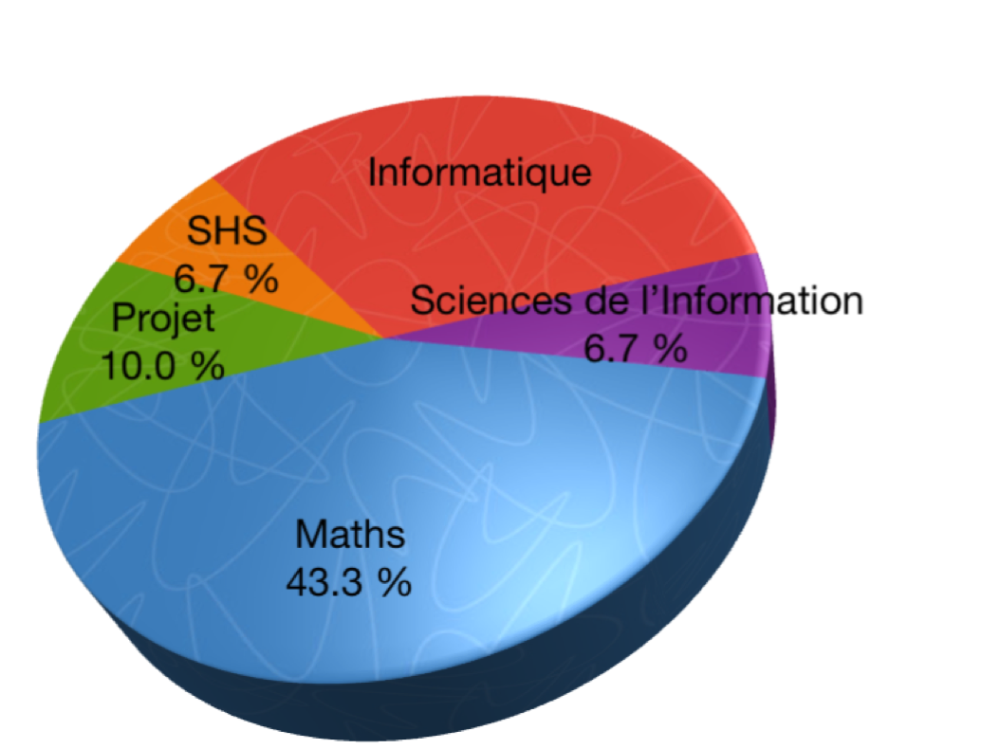 Informatique
SHS
6.7 %
Sciences de l’Information
6.7 %
Projet
10.0 %
Maths
43.3 %